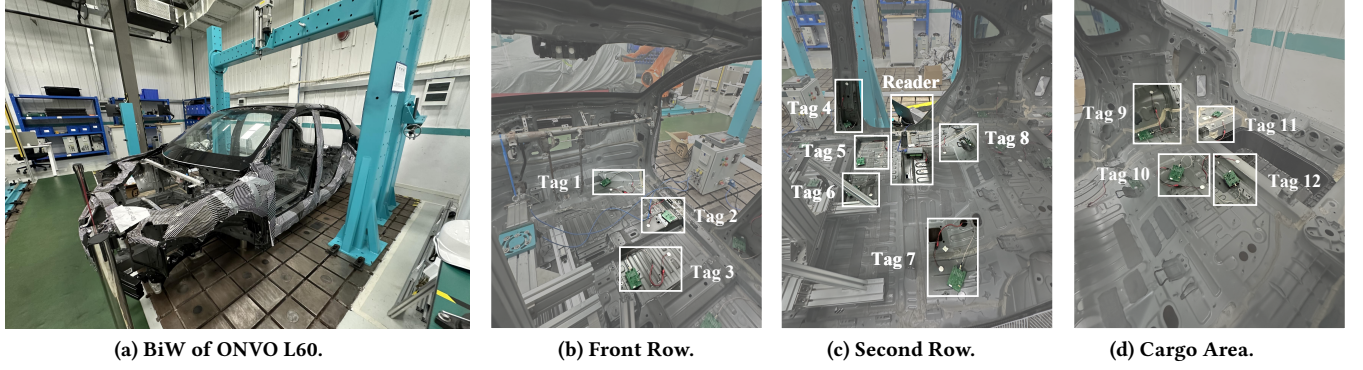 Tag 1
Tag 2
Tag 3
Reader
Tag 4
Tag 5
Tag 8
Tag 6
Tag 7
Tag 9
Tag 11
Tag 10
Tag 12
(a) BiW of ONVO L60.
(b) Front Row.
(c) Second Row.
(d) Cargo Area.